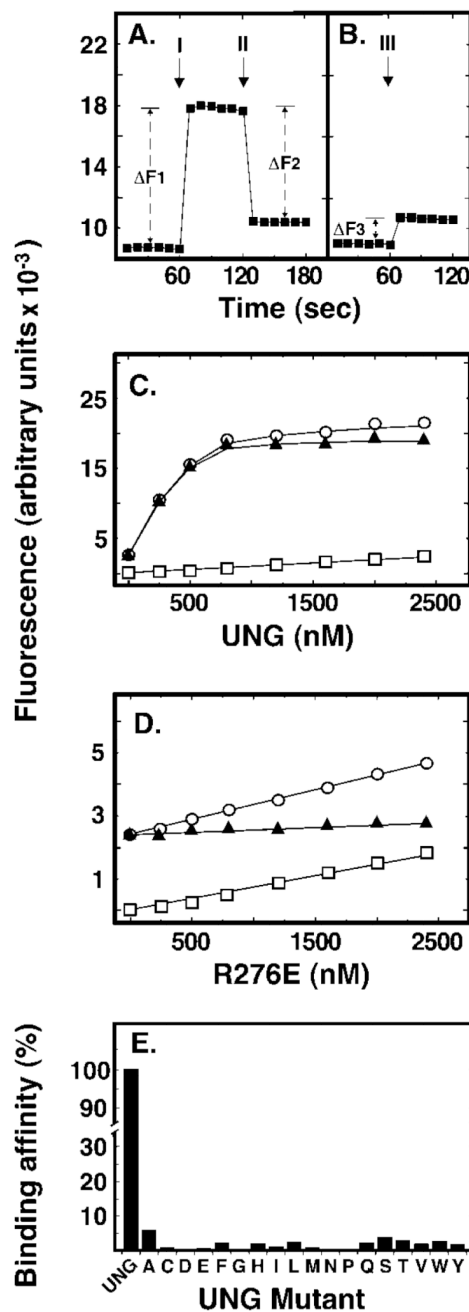 A. I II B. III
22
18
14
10
ΔF1 ΔF2 ΔF3
0 60 120 180 0 60 120
Time (sec)
Fluorescence (arbitrary units x 10-3)
C.
25
15
5
500 1500 2500
UNG (nM)
D.
5
3
1
500 1500 2500
R276E (nM)
E.
Binding affinity (%)
100
90
30
20
10
UNG A C D E F G H I L M N P Q S T V W Y
UNG Mutant